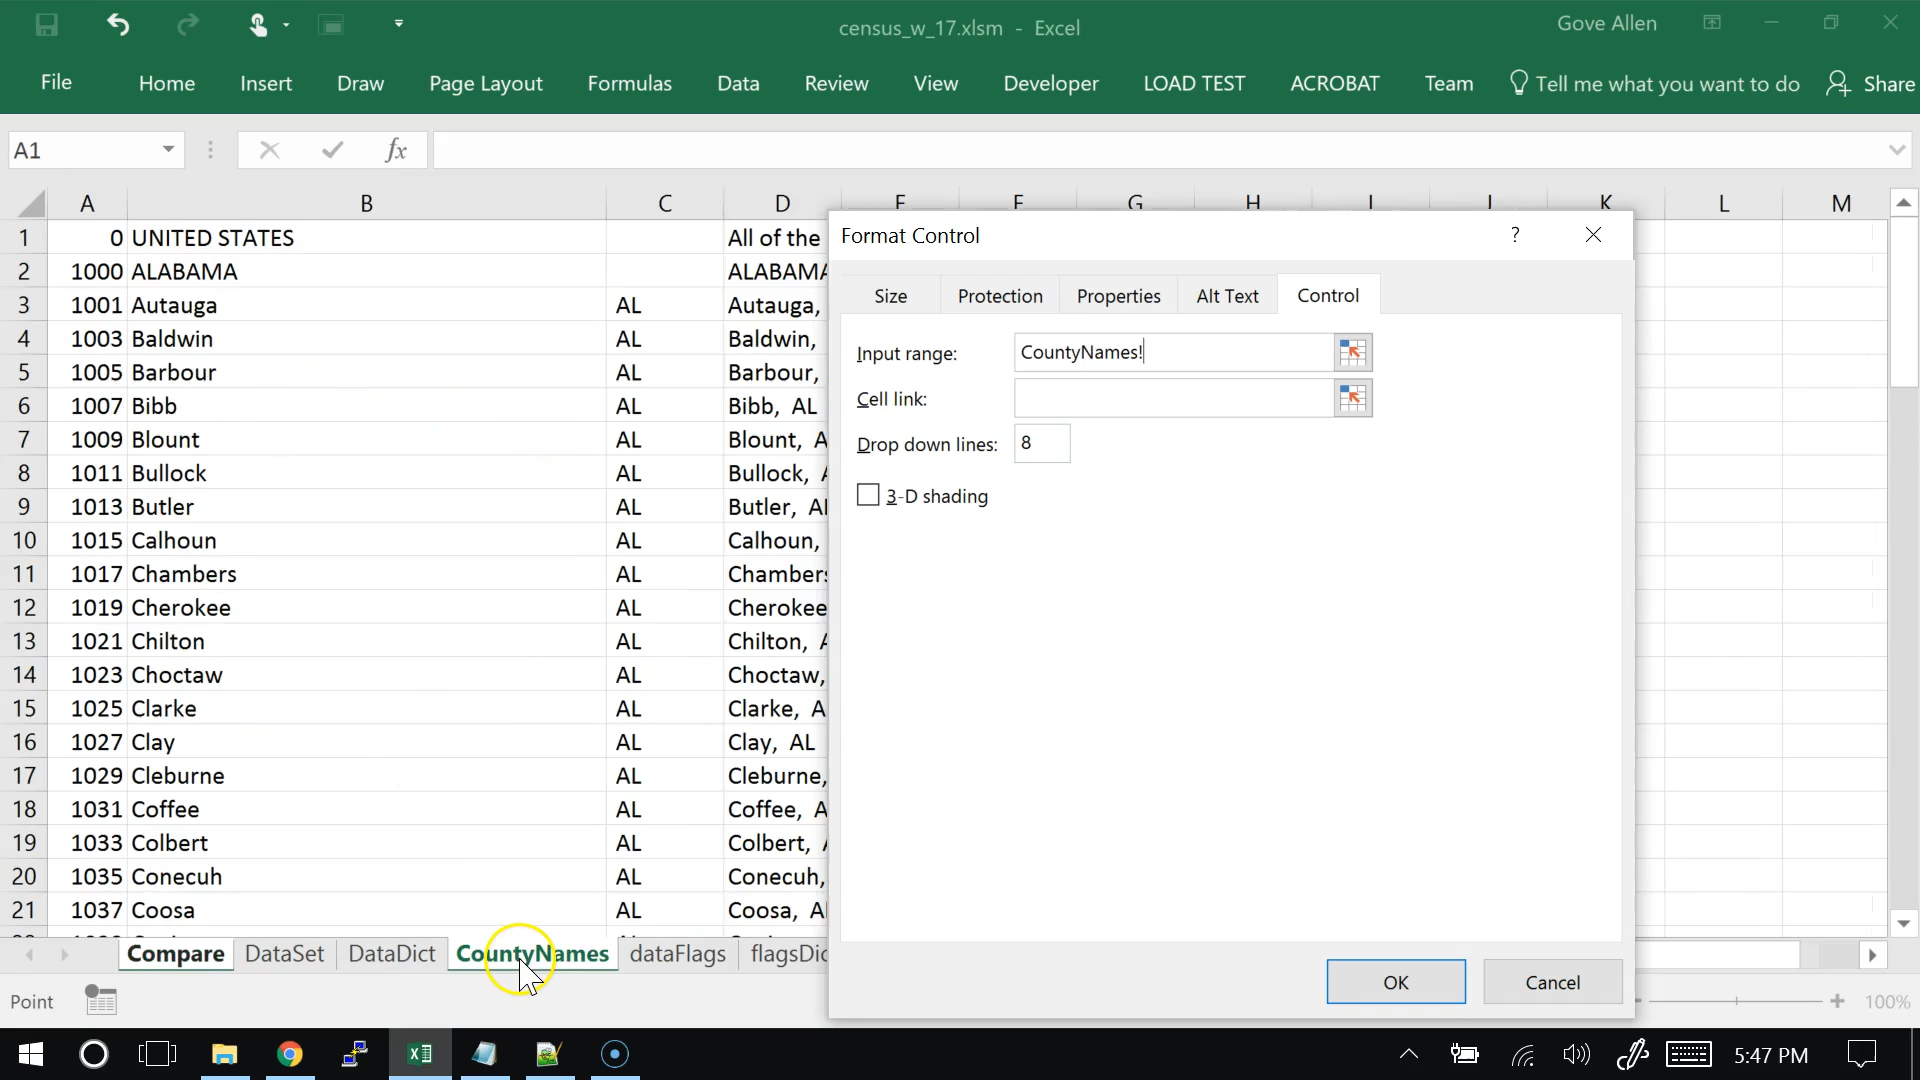 census_w_17.xlsm - Excel
Gove Allen
File Home Insert Draw Page Layout Formulas Data Review View Developer LOAD TEST ACROBAT Team Tell me what you want to do Share
A1 fx
A B C D E F G H I J K L M
1 0 UNITED STATES All of the
2 1000 ALABAMA ALABAMA
3 1001 Autauga AL Autauga,
4 1003 Baldwin AL Baldwin,
5 1005 Barbour AL Barbour,
6 1007 Bibb AL Bibb, AL
7 1009 Blount AL Blount, A
8 1011 Bullock AL Bullock, A
9 1013 Butler AL Butler, AL
10 1015 Calhoun AL Calhoun,
11 1017 Chambers AL Chambers
12 1019 Cherokee AL Cherokee
13 1021 Chilton AL Chilton, A
14 1023 Choctaw AL Choctaw,
15 1025 Clarke AL Clarke, A
16 1027 Clay AL Clay, AL
17 1029 Cleburne AL Cleburne,
18 1031 Coffee AL Coffee, A
19 1033 Colbert AL Colbert, A
20 1035 Conecuh AL Conecuh,
21 1037 Coosa AL Coosa, AL
Format Control ?
Size Protection Properties Alt Text Control
Input range: CountyNames!
Cell link:
Drop down lines: 8
3-D shading
OK Cancel
Compare DataSet DataDict CountyNames dataFlags flagsDic
Point 100%
5:47 PM